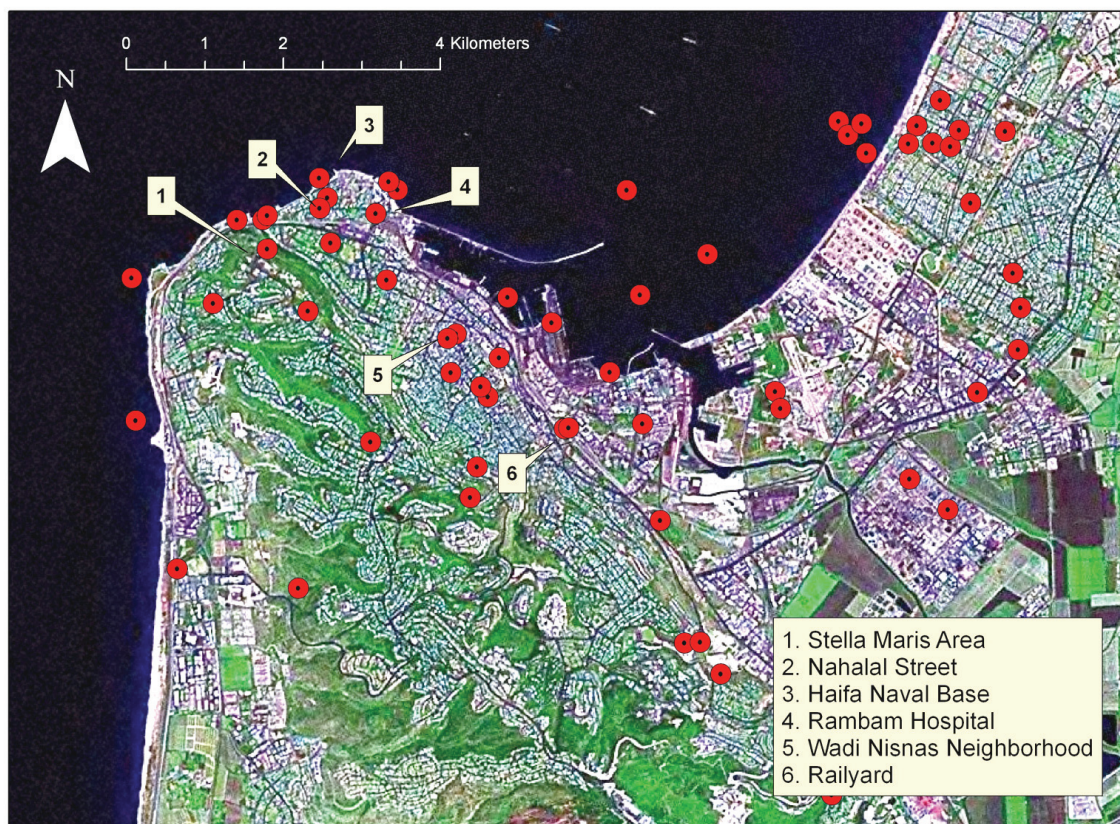 0 1 2 4 Kilometers
N
3
2
4
1
5
6
1. Stella Maris Area
2. Nahalal Street
3. Haifa Naval Base
4. Rambam Hospital
5. Wadi Nisnas Neighborhood
6. Railyard